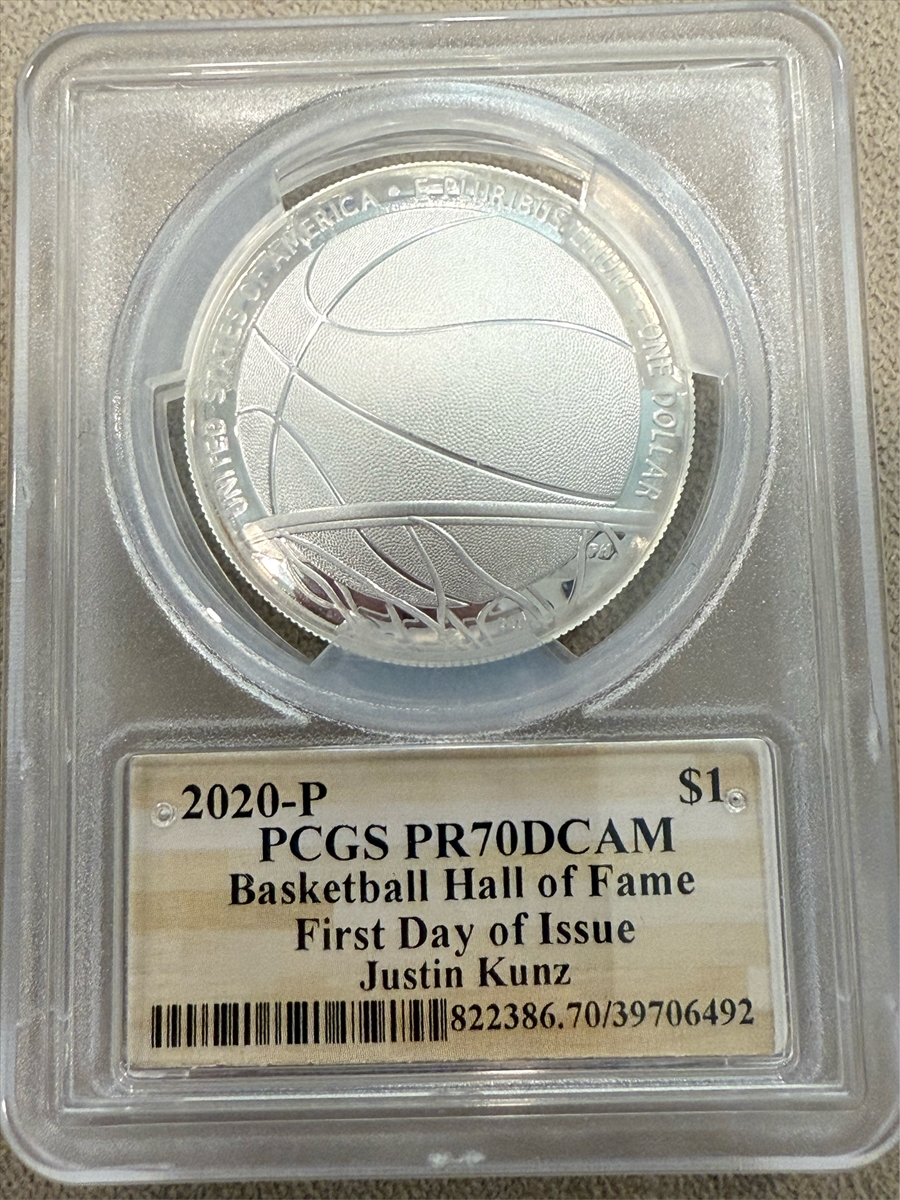 UNITED STATES OF AMERICA • E PLURIBUS UNUM • ONE DOLLAR
2020-P
$1
PCGS PR70DCAM
Basketball Hall of Fame
First Day of Issue
Justin Kunz
822386.70/39706492